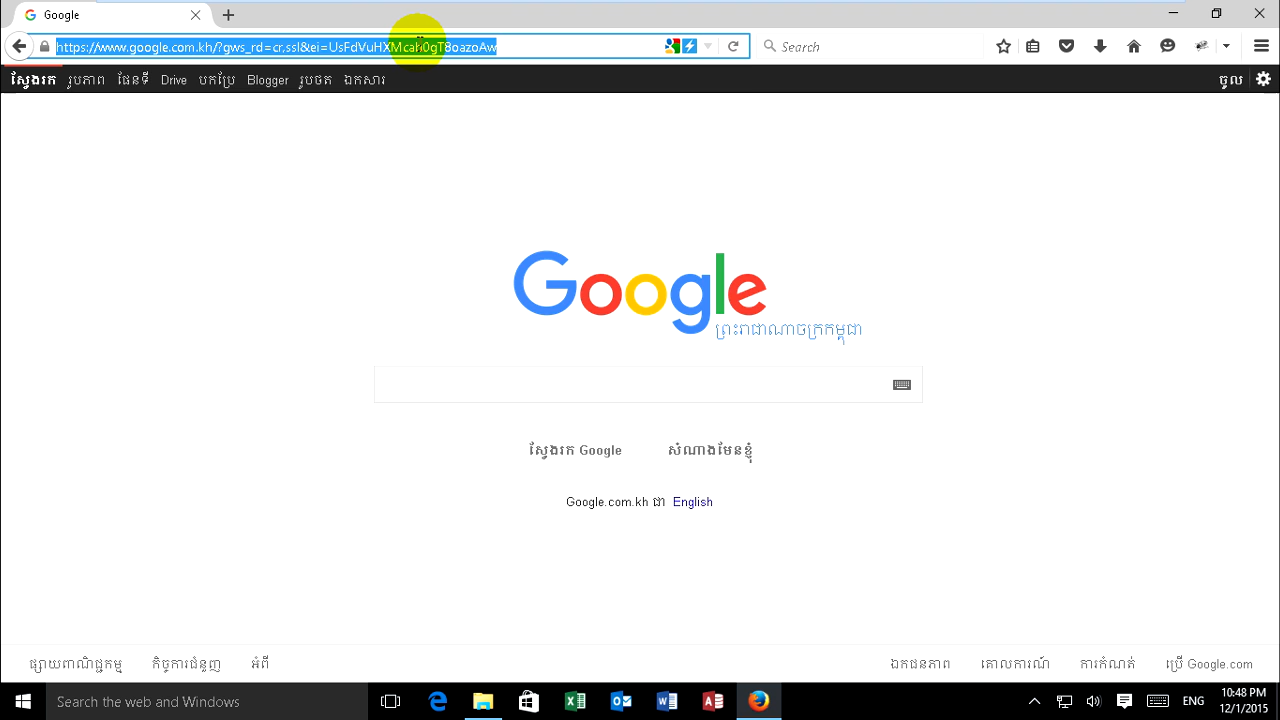 Google
https://www.google.com.kh/?gws_rd=cr,ssl&ei=UsFdVuHXMcah0gT8oazoAw
Search
ស្វែងរក រូបភាព ផែនទី Drive បកប្រែ Blogger រូបថត ឯកសារ
ចូល
Google
ព្រះរាជាណាចក្រកម្ពុជា
ស្វែងរក Google សំណាងមែនខ្ញុំ
Google.com.kh ជា English
ផ្សាយពាណិជ្ជកម្ម កិច្ចការជំនួញ អំពី ឯកជនភាព គោលការណ៍ ការកំណត់ ប្រើ Google.com
Search the web and Windows
ENG
10:48 PM
12/1/2015